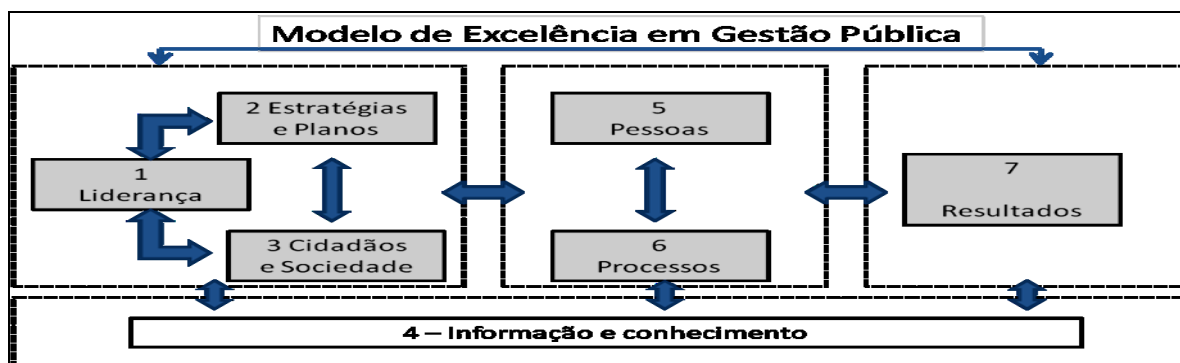 Modelo de Excelência em Gestão Pública
2 Estratégias
e Planos
1
Liderança
3 Cidadãos
e Sociedade
5
Pessoas
6
Processos
7
Resultados
4 – Informação e conhecimento